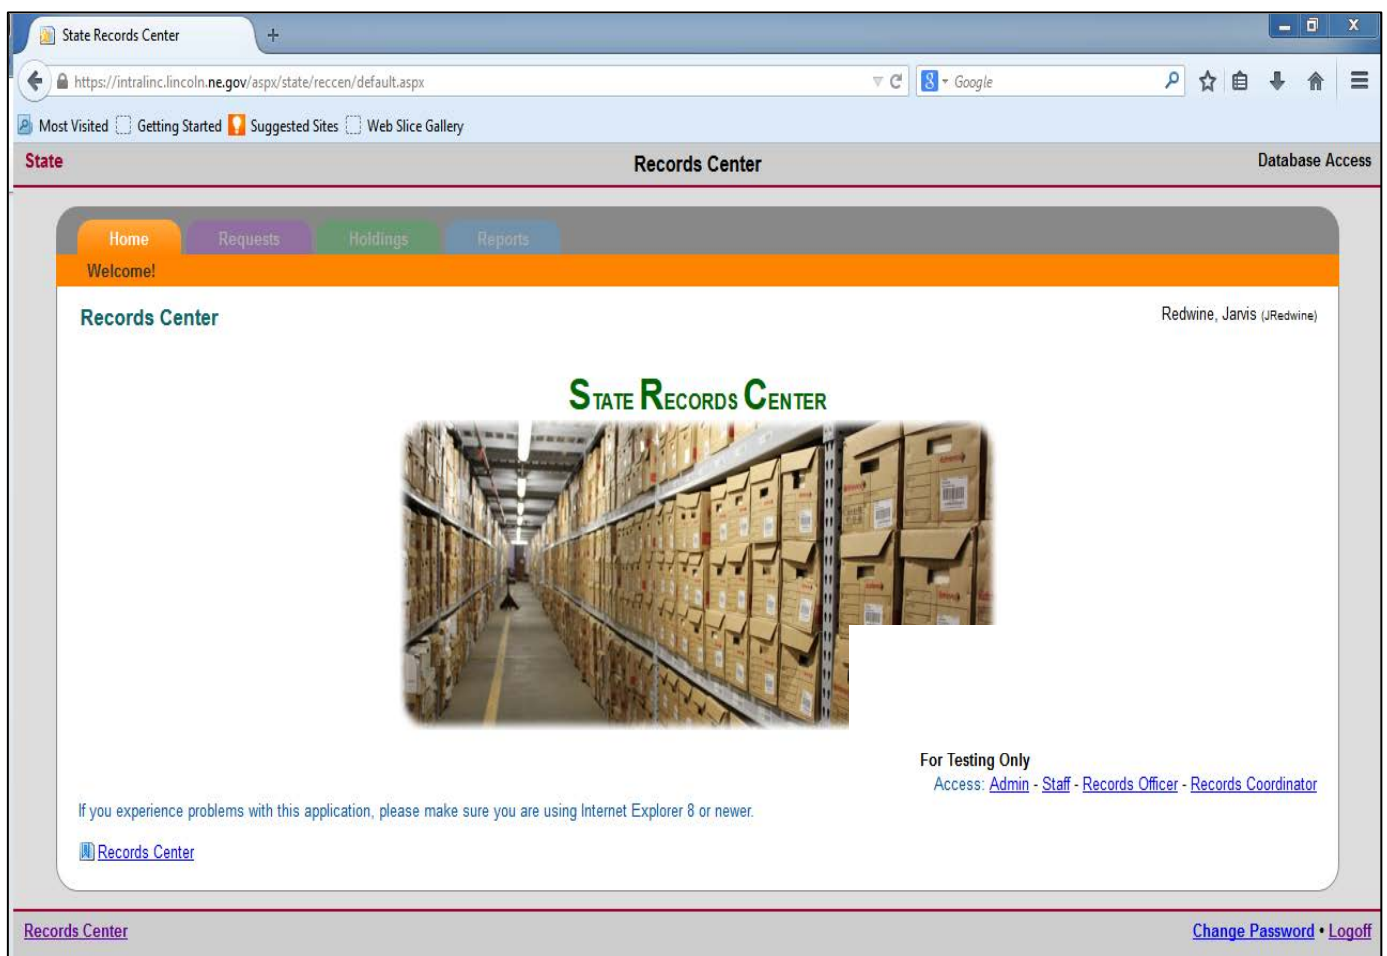 State Records Center
https://intralinc.lincoln.ne.gov/aspx/state/reccen/default.aspx
Google
Most Visited Getting Started Suggested Sites Web Slice Gallery
State Records Center Database Access
Home Requests Holdings Reports
Welcome!
Records Center Redwine, Jarvis (JRedwine)
STATE RECORDS CENTER
For Testing Only
Access: Admin - Staff - Records Officer - Records Coordinator
If you experience problems with this application, please make sure you are using Internet Explorer 8 or newer.
Records Center
Records Center Change Password • Logoff